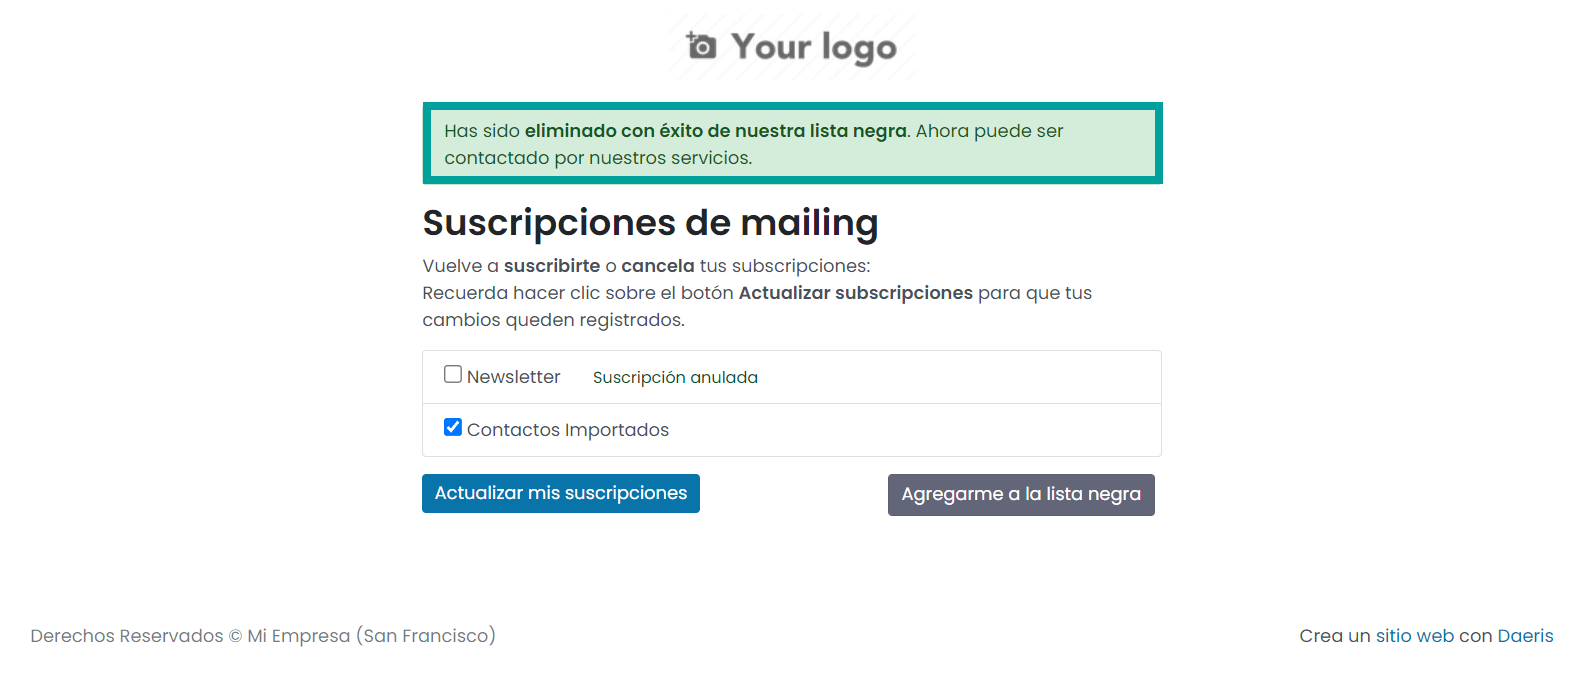 Your logo
Has sido eliminado con éxito de nuestra lista negra. Ahora puede ser
contactado por nuestros servicios.
Suscripciones de mailing
Vuelve a suscribirte o cancela tus subscripciones:
Recuerda hacer clic sobre el botón Actualizar subscripciones para que tus
cambios queden registrados.
Newsletter Suscripción anulada
Contactos Importados
Actualizar mis suscripciones Agregarme a la lista negra
Derechos Reservados © Mi Empresa (San Francisco) Crea un sitio web con Daeris